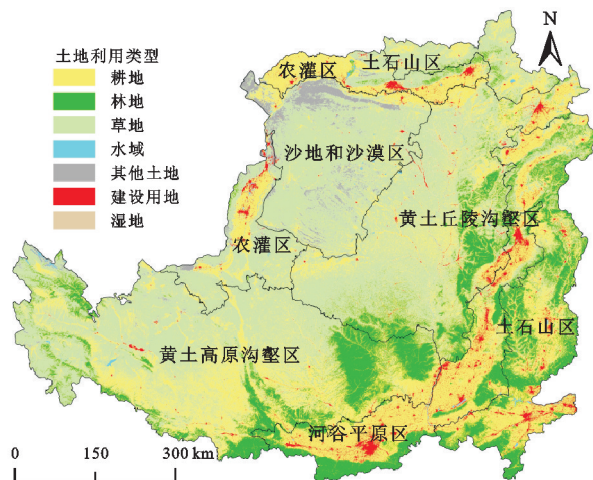 N
土地利用类型
耕地
林地
草地
水域
其他土地
建设用地
湿地
农灌区
土石山区
沙地和沙漠区
黄土丘陵沟壑区
农灌区
土石山区
黄土高原沟壑区
河谷平原区
0 150 300 km